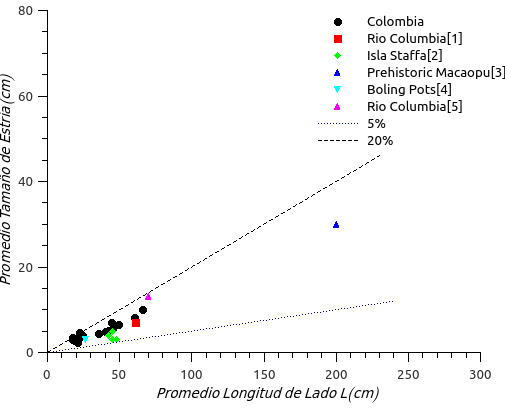 80
60
40
20
0
Promedio Tamaño de Estria(cm)
Colombia
Rio Columbia[1]
Isla Staffa[2]
Prehistoric Macaopu[3]
Boling Pots[4]
Rio Columbia[5]
5%
20%
0 50 100 150 200 250 300
Promedio Longitud de Lado L(cm)